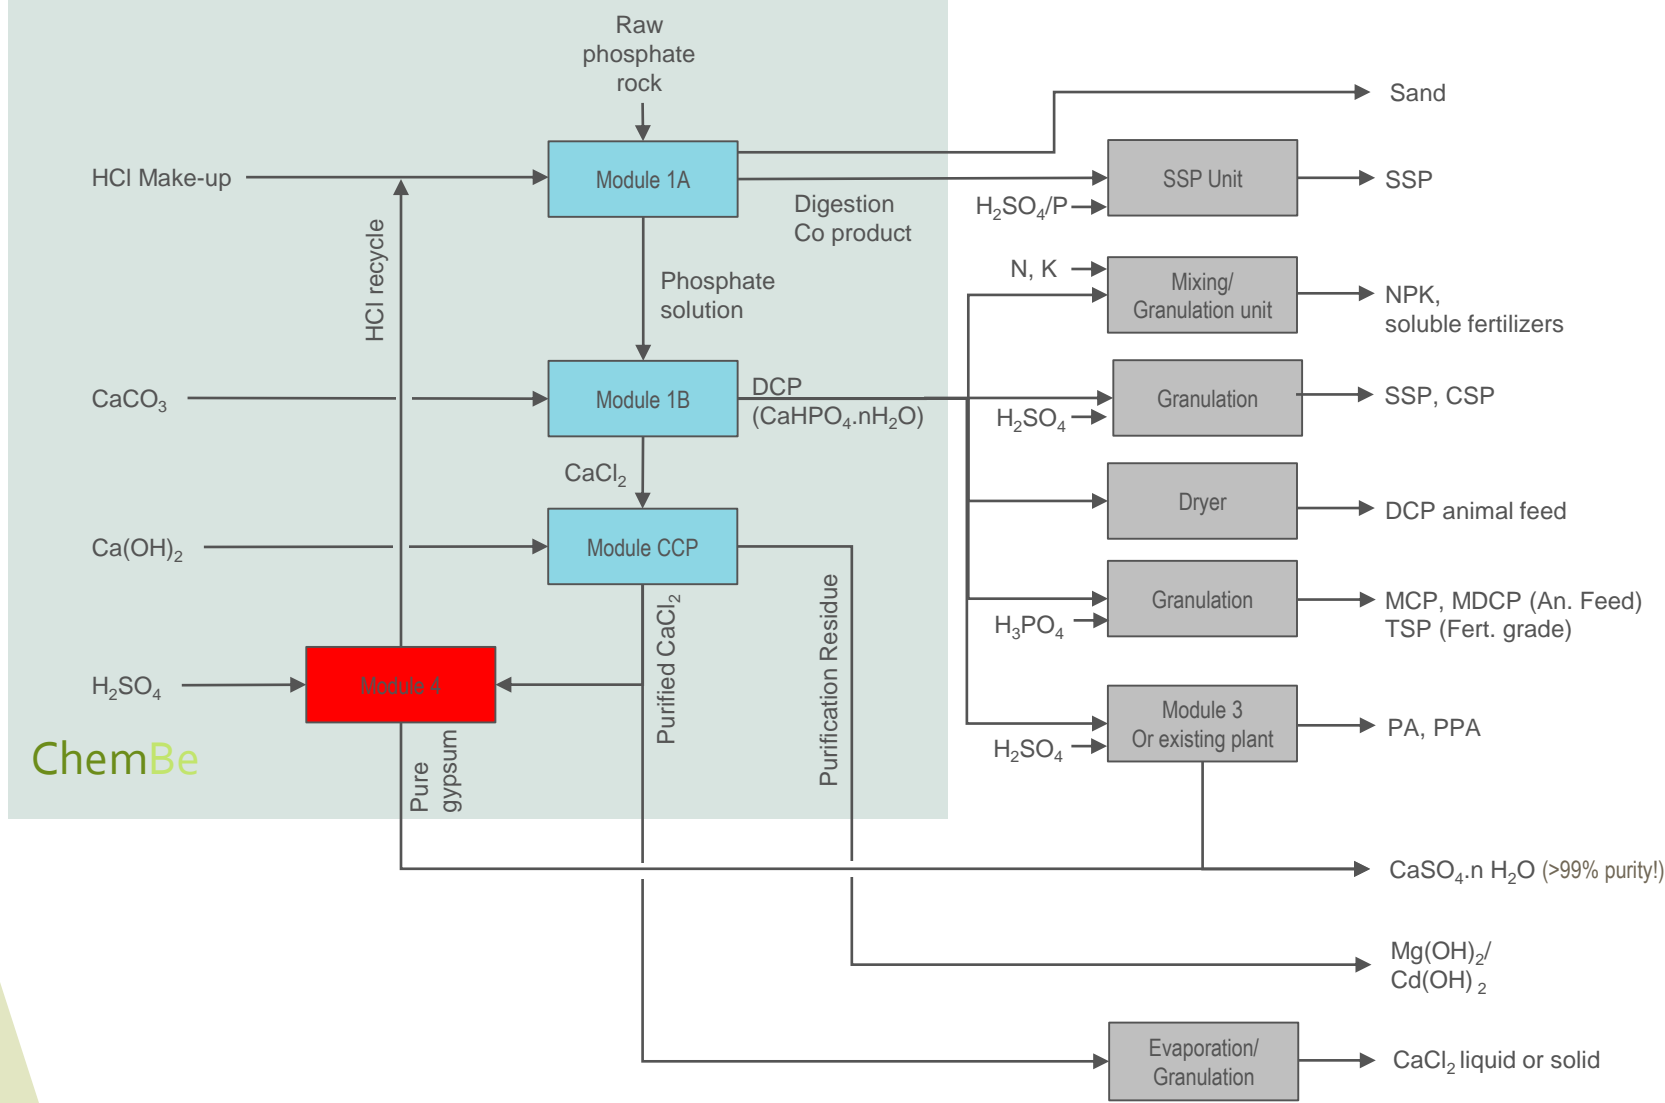 Raw
phosphate
rock
Sand
HCl Make-up
Module 1A
SSP Unit
SSP
Digestion
Co product
H₂SO₄/P
HCl recycle
Phosphate
solution
N, K
Mixing/
Granulation unit
NPK,
soluble fertilizers
CaCO₃
Module 1B
DCP
(CaHPO₄.nH₂O)
H₂SO₄
Granulation
SSP, CSP
CaCl₂
Dryer
DCP animal feed
Ca(OH)₂
Module CCP
Purified CaCl₂
Purification Residue
Granulation
H₃PO₄
MCP, MDCP (An. Feed)
TSP (Fert. grade)
H₂SO₄
Module 4
Module 3
Or existing plant
H₂SO₄
PA, PPA
ChemBe
Pure
gypsum
CaSO₄.n H₂O (>99% purity!)
Mg(OH)₂/
Cd(OH) ₂
Evaporation/
Granulation
CaCl₂ liquid or solid